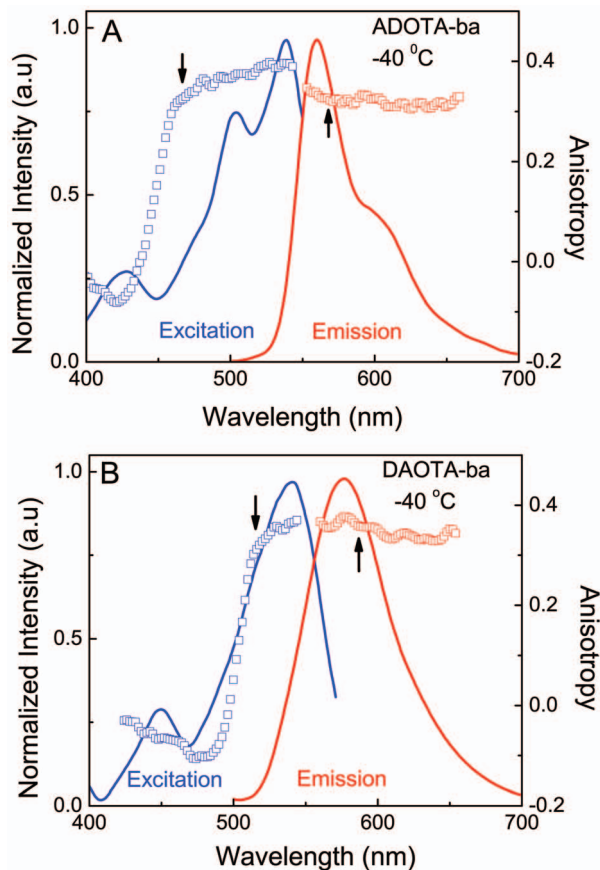 A
ADOTA-ba
-40 °C
Normalized Intensity (a.u)
1.0
0.5
0.0
Excitation
Emission
0.4
0.2
0.0
-0.2
Anisotropy
400
500
600
700
Wavelength (nm)
B
DAOTA-ba
-40 °C
Normalized Intensity (a.u)
1.0
0.5
0.0
Excitation
Emission
0.4
0.2
0.0
-0.2
Anisotropy
400
500
600
700
Wavelength (nm)